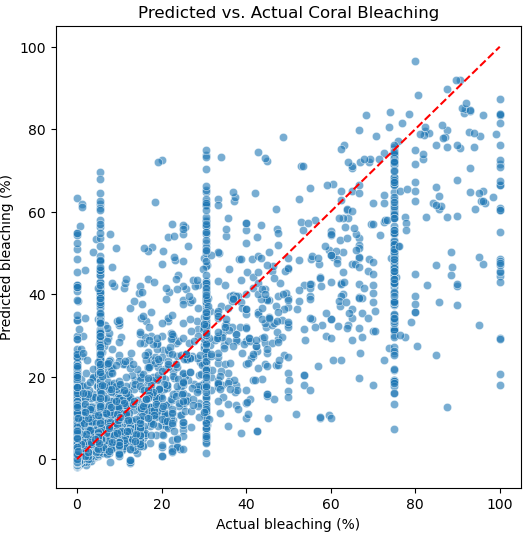 Predicted vs. Actual Coral Bleaching
Predicted bleaching (%)
100
80
60
40
20
0
0 20 40 60 80 100
Actual bleaching (%)